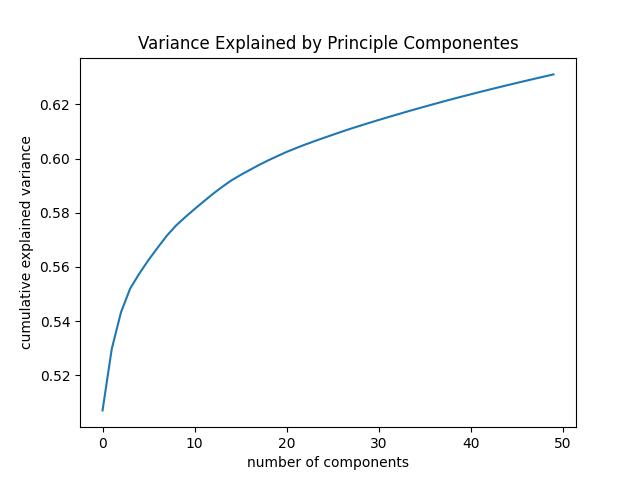 Variance Explained by Principle Componentes
cumulative explained variance
0.62
0.60
0.58
0.56
0.54
0.52
0 10 20 30 40 50
number of components